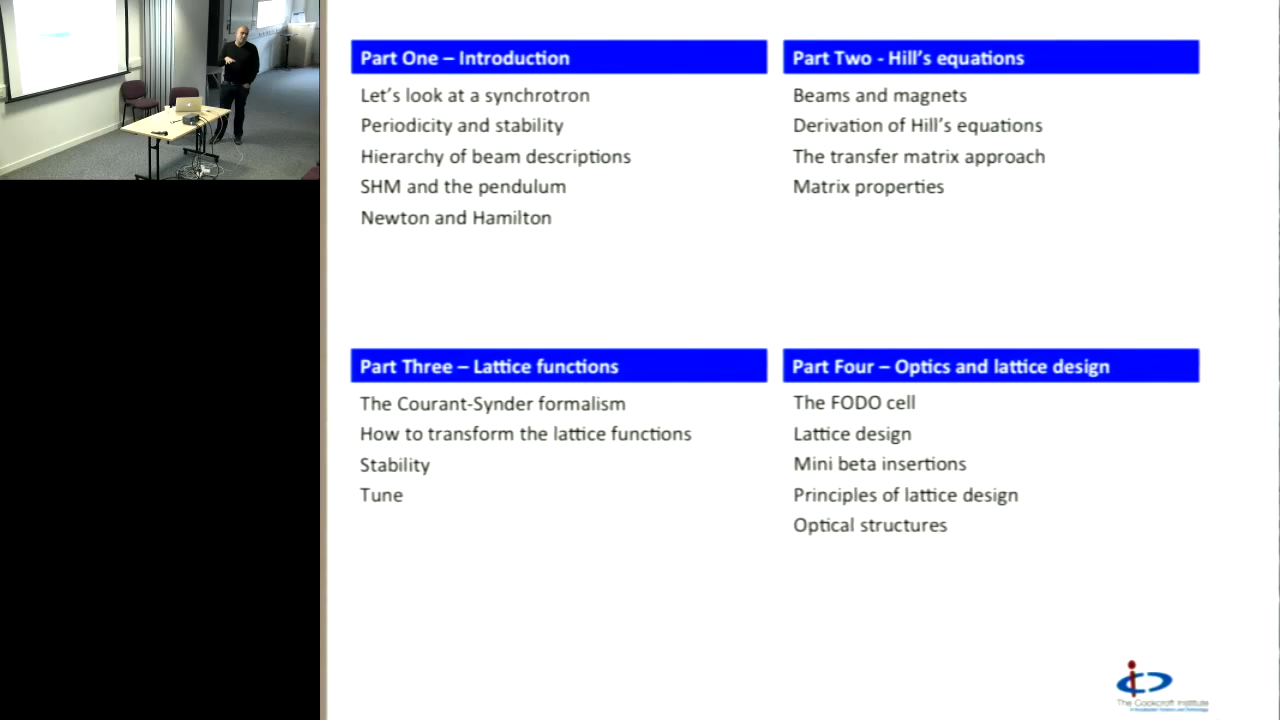 Part One – Introduction
Let's look at a synchrotron
Periodicity and stability
Hierarchy of beam descriptions
SHM and the pendulum
Newton and Hamilton
Part Two - Hill's equations
Beams and magnets
Derivation of Hill's equations
The transfer matrix approach
Matrix properties
Part Three – Lattice functions
The Courant-Synder formalism
How to transform the lattice functions
Stability
Tune
Part Four – Optics and lattice design
The FODO cell
Lattice design
Mini beta insertions
Principles of lattice design
Optical structures
The Cockcroft Institute